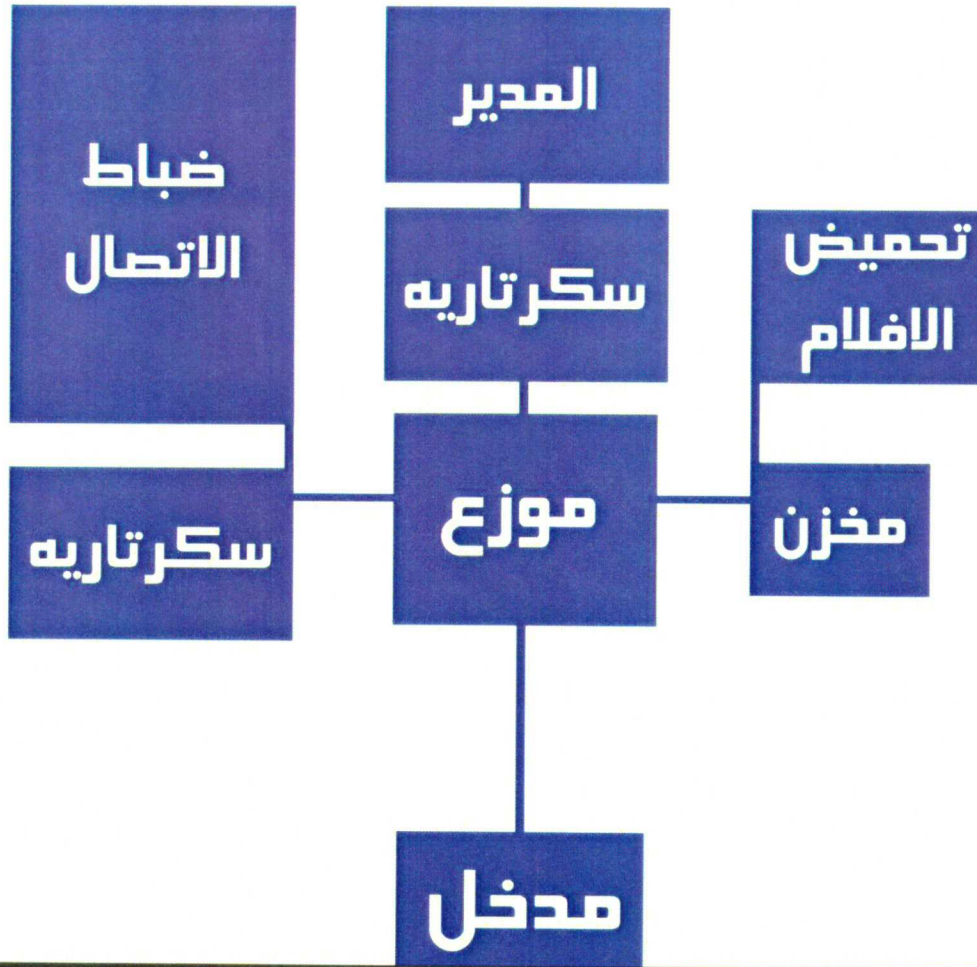 المدير
ضباط
الاتصال
سكرتاريه
تحميض
الافلام
موزع
سكرتاريه
مخزن
مدخل